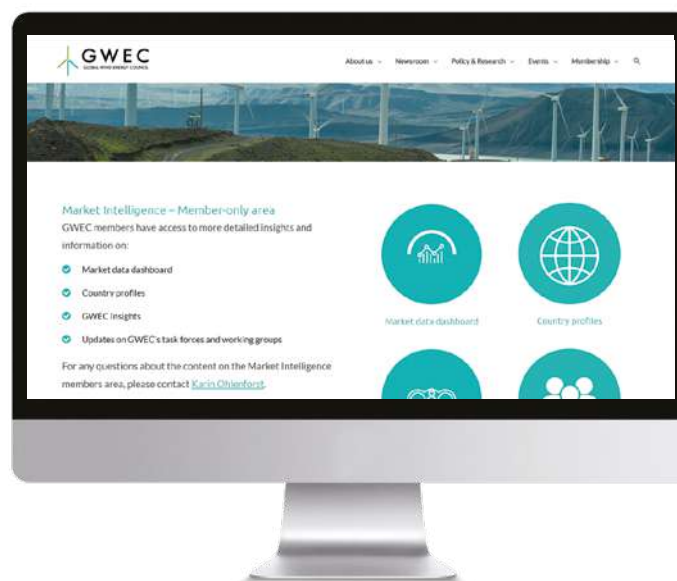 GWEC
GLOBAL WIND ENERGY COUNCIL
About us
Newsroom
Policy & Research
Events
Membership
Market Intelligence – Member-only area
GWEC members have access to more detailed insights and
information on:
Market data dashboard
Country profiles
GWEC Insights
Updates on GWEC's task forces and working groups
For any questions about the content on the Market Intelligence
members area, please contact Karin Ohlenforst.
Market data dashboard
Country profiles